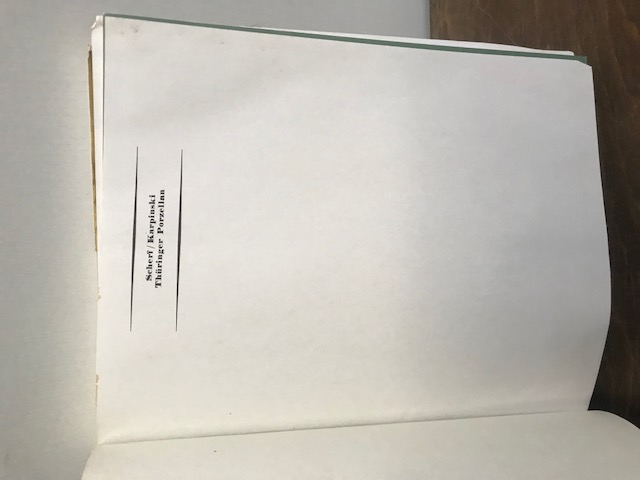 Scherf/Karpinski
Thüringer Porzellan